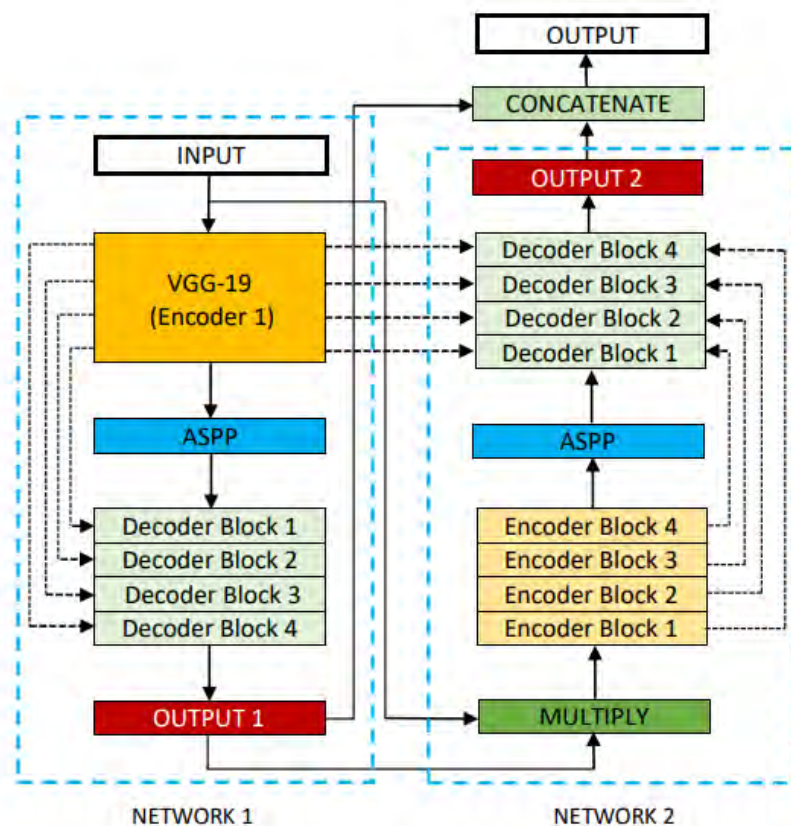 INPUT
VGG-19
(Encoder 1)
ASPP
Decoder Block 1
Decoder Block 2
Decoder Block 3
Decoder Block 4
OUTPUT 1
NETWORK 1
OUTPUT
CONCATENATE
OUTPUT 2
Decoder Block 4
Decoder Block 3
Decoder Block 2
Decoder Block 1
ASPP
Encoder Block 4
Encoder Block 3
Encoder Block 2
Encoder Block 1
MULTIPLY
NETWORK 2